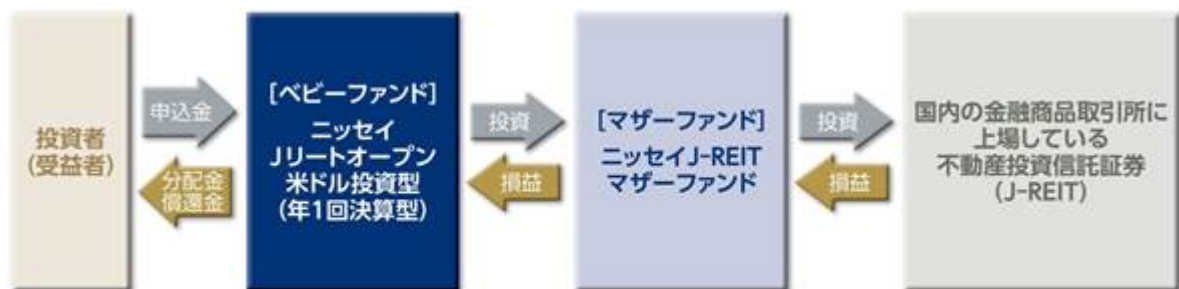 投資者
(受益者)
申込金
分配金
償還金
[ベビーファンド]
ニッセイ
Jリートオープン
米ドル投資型
(年1回決算型)
投資
損益
[マザーファンド]
ニッセイJ-REIT
マザーファンド
投資
損益
国内の金融商品取引所に
上場している
不動産投資信託証券
(J-REIT)